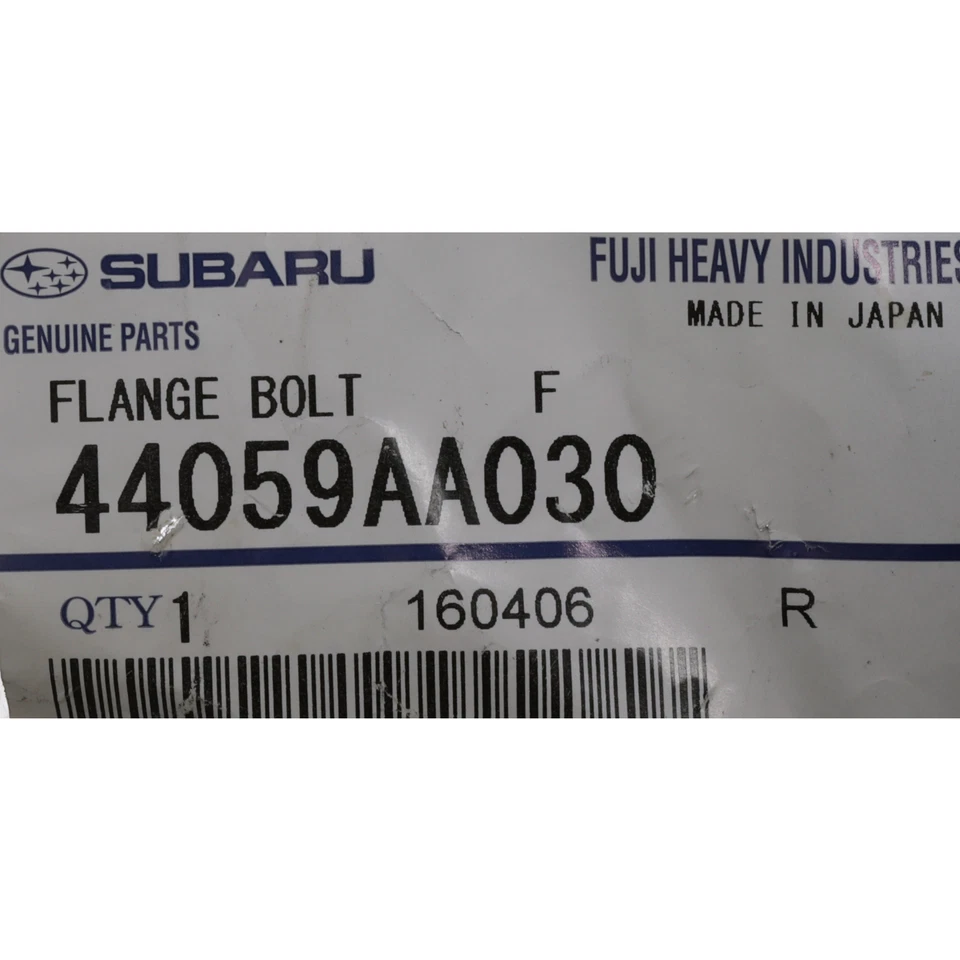 SUBARU FUJI HEAVY INDUSTRIES
MADE IN JAPAN
GENUINE PARTS
FLANGE BOLT F
44059AA030
QTY 1 160406 R